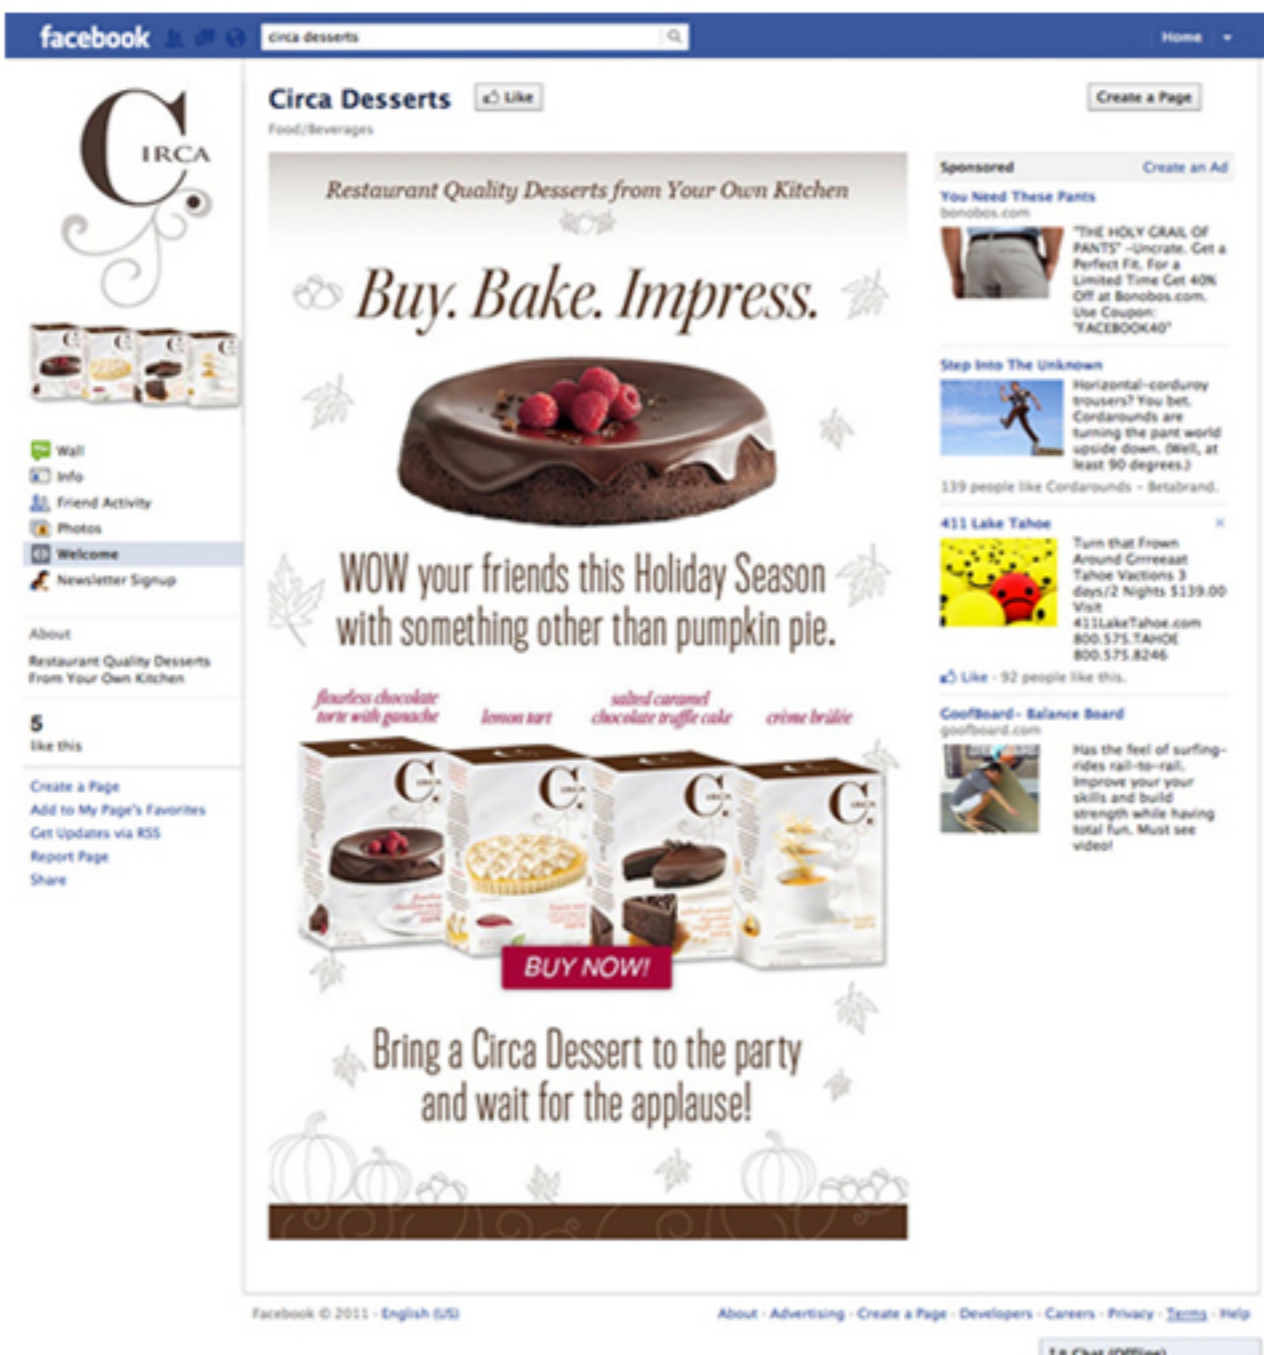 facebook
circa desserts
Home
CIRCA
Wall
Info
Friend Activity
Photos
Welcome
Newsletter Signup
About
Restaurant Quality Desserts
From Your Own Kitchen
5
like this
Create a Page
Add to My Page's Favorites
Get Updates via RSS
Report Page
Share
Circa Desserts
Like
Create a Page
Food/Beverages
Restaurant Quality Desserts from Your Own Kitchen
Buy. Bake. Impress.
WOW your friends this Holiday Season
with something other than pumpkin pie.
flourless chocolate
torte with ganache
lemon tart
salted caramel
chocolate truffle cake
crème brûlée
CIRCA
CIRCA
CIRCA
CIRCA
BUY NOW!
Bring a Circa Dessert to the party
and wait for the applause!
Sponsored
Create an Ad
You Need These Pants
bonobos.com
"THE HOLY GRAIL OF
PANTS" -Uncrate. Get a
Perfect Fit. For a
Limited Time Get 40%
Off at Bonobos.com.
Use Coupon:
"FACEBOOK40"
Step Into The Unknown
Horizontal-corduroy
trousers? You bet.
Cordarounds are
turning the pant world
upside down. (Well, at
least 90 degrees.)
139 people like Cordarounds - Betabrand.
411 Lake Tahoe
Turn that Frown
Around Grrreeaat
Tahoe Vactions 3
days/2 Nights $139.00
Visit
411LakeTahoe.com
800.575.TAHOE
800.575.8246
Like · 92 people like this.
GoofBoard- Balance Board
goofboard.com
Has the feel of surfing-
rides rail-to-rail.
Improve your your
skills and build
strength while having
total fun. Must see
video!
Facebook © 2011 · English (US)
About · Advertising · Create a Page · Developers · Careers · Privacy · Terms · Help
Chat (Offline)